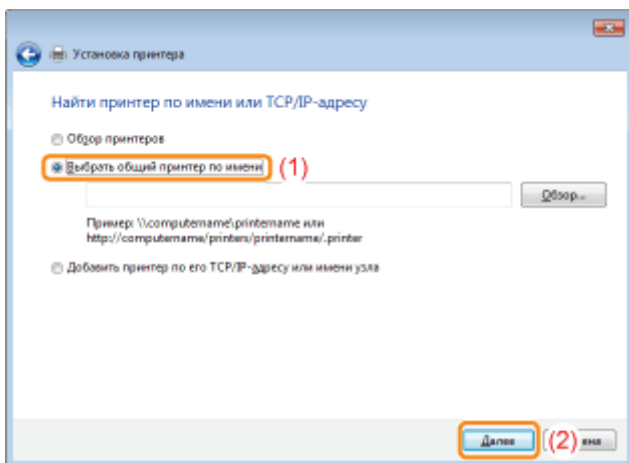 Установка принтера
Найти принтер по имени или TCP/IP-адресу
Обзор принтеров
Выбрать общий принтер по имени (1)
Обзор...
Пример: \\computername\printername или
http://computername/printers/printername/.printer
Добавить принтер по его TCP/IP-адресу или имени узла
Далее (2) ена